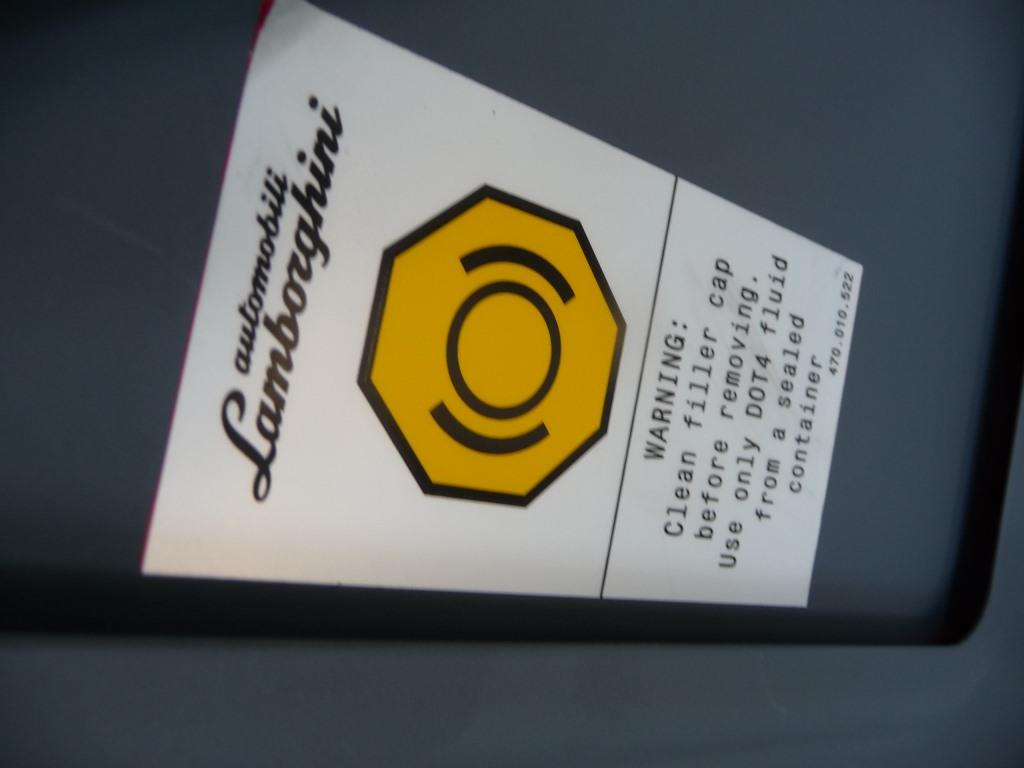 automobili
Lamborghini
WARNING:
Clean filler cap
before removing.
Use only DOT4 fluid
from a sealed
container
470.010.522